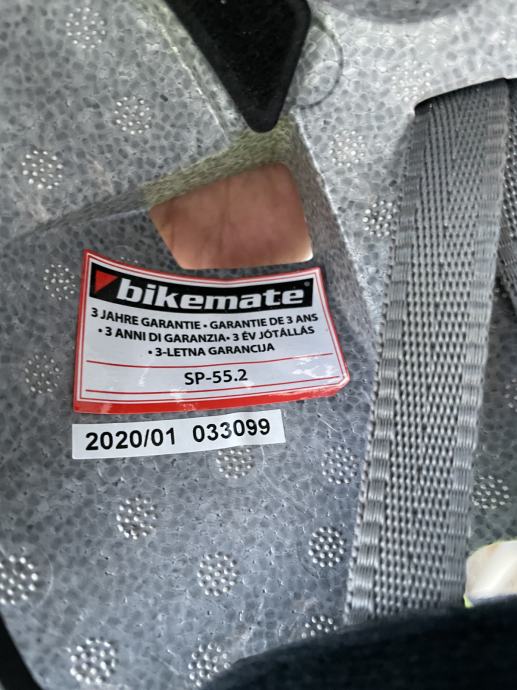 bikemate®
3 JAHRE GARANTIE • GARANTIE DE 3 ANS
• 3 ANNI DI GARANZIA• 3 ÉV JÓTÁLLÁS
• 3-LETNA GARANCIJA
SP-55.2
2020/01 033099